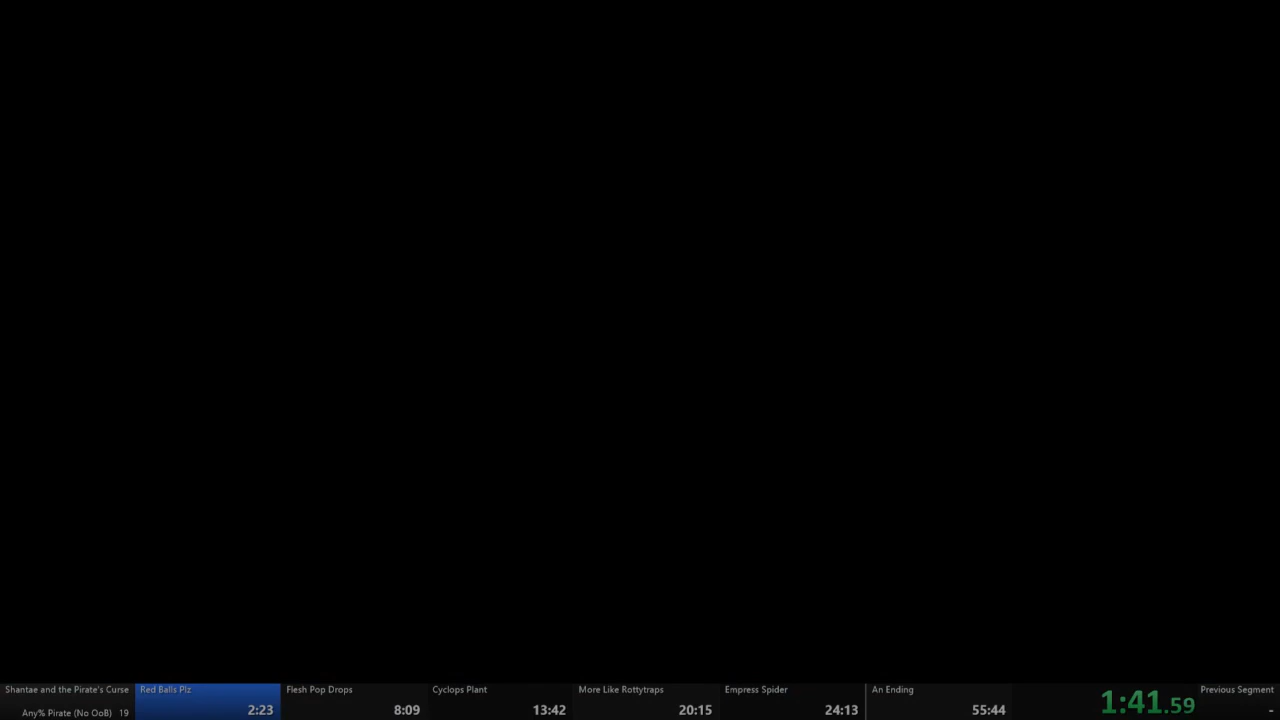 Shantae and the Pirate's Curse
Any% Pirate (No OoB) 19
Red Balls Plz
2:23
Flesh Pop Drops
8:09
Cyclops Plant
13:42
More Like Rottytraps
20:15
Empress Spider
24:13
An Ending
55:44
1:41.59
Previous Segment
-